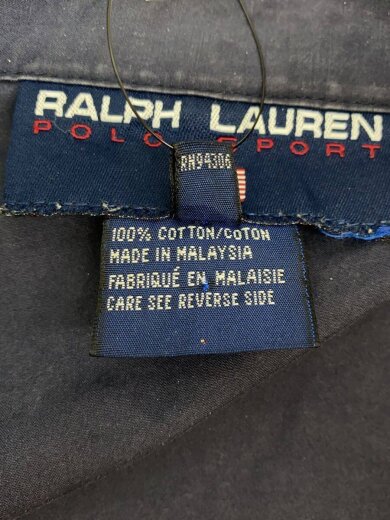 RALPH LAUREN
POLO SPORT
RN94306
100% COTTON/COTON
MADE IN MALAYSIA
FABRIQUÉ EN MALAISIE
CARE SEE REVERSE SIDE